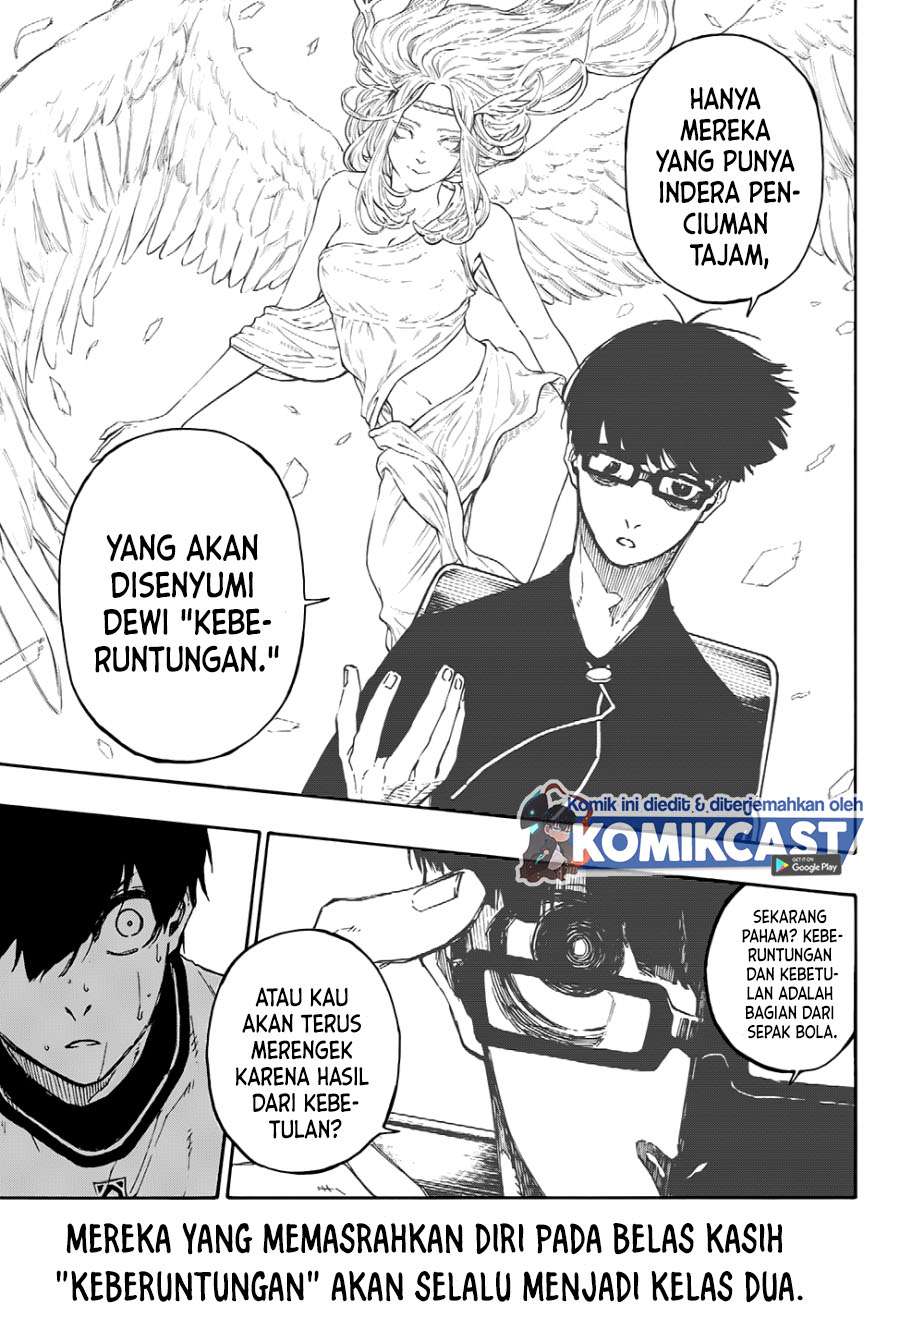 HANYA
MEREKA
YANG PUNYA
INDERA PEN-
CIUMAN
TAJAM,
YANG AKAN
DISENYUMI
DEWI "KEBE-
RUNTUNGAN."
Komik ini diedit & diterjemahkan oleh
KOMIKCAST
GET IT ON
Google Play
SEKARANG
PAHAM? KEBE-
RUNTUNGAN
DAN KEBETU-
LAN ADALAH
BAGIAN DARI
SEPAK BOLA.
ATAU KAU
AKAN TERUS
MERENGEK
KARENA HASIL
DARI KEBE-
TULAN?
MEREKA YANG MEMASRAHKAN DIRI PADA BELAS KASIH
"KEBERUNTUNGAN" AKAN SELALU MENJADI KELAS DUA.